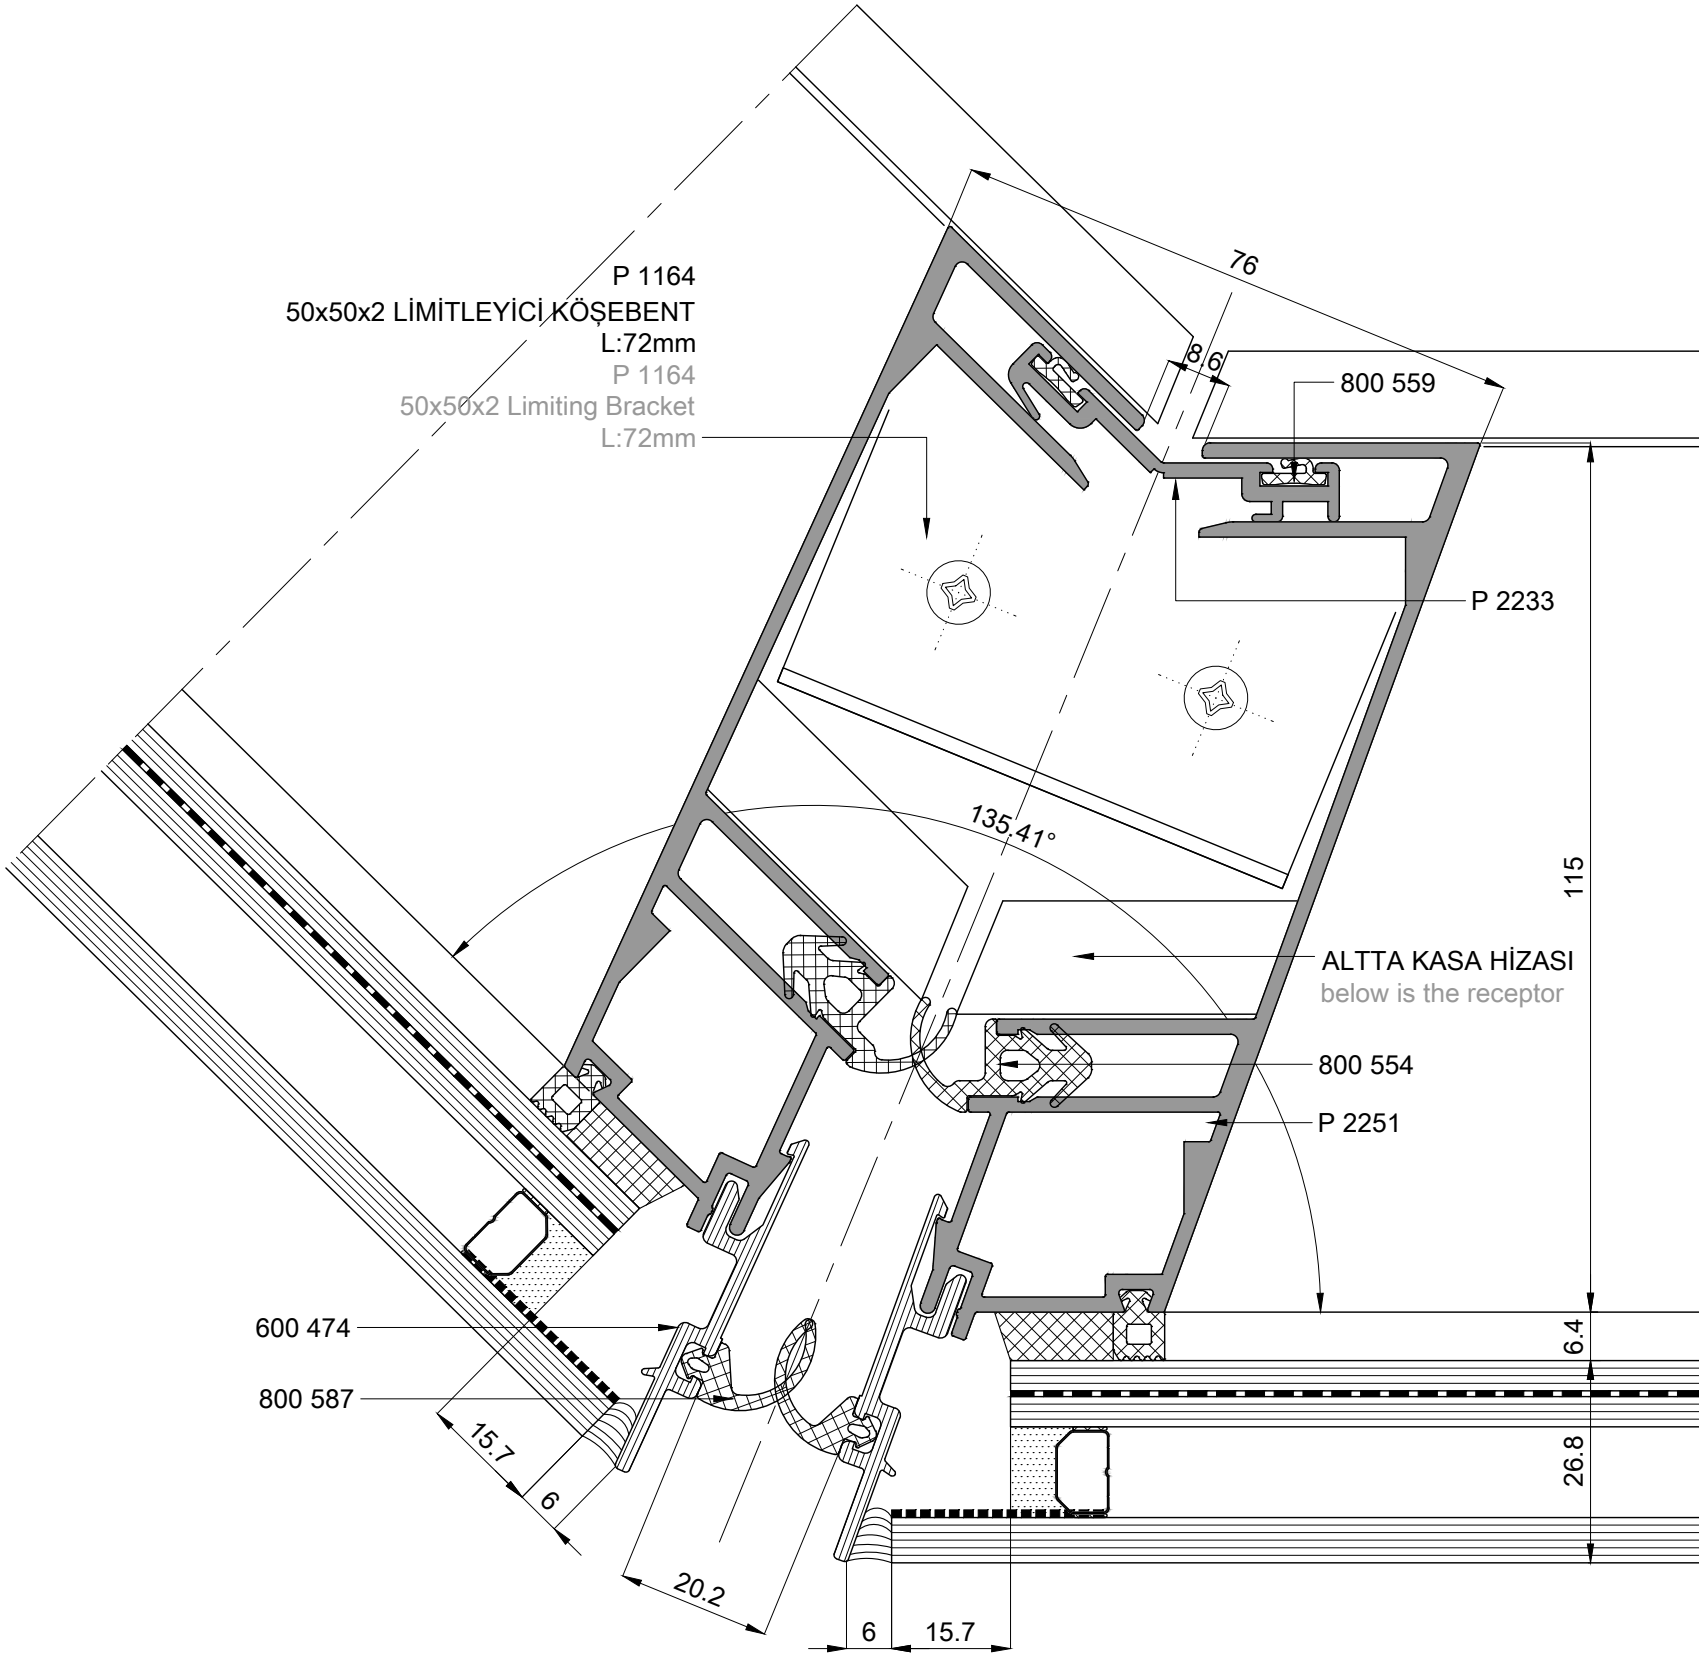 76
P 1164
50x50x2 LİMİTLEYİCİ KÖŞEBENT
L:72mm
P 1164
50x50x2 Limiting Bracket
L:72mm
8.6
800 559
P 2233
135.41°
115
ALTTA KASA HİZASI
below is the receptor
800 554
P 2251
600 474
6.4
800 587
15.7
26.8
6
20.2
6
15.7